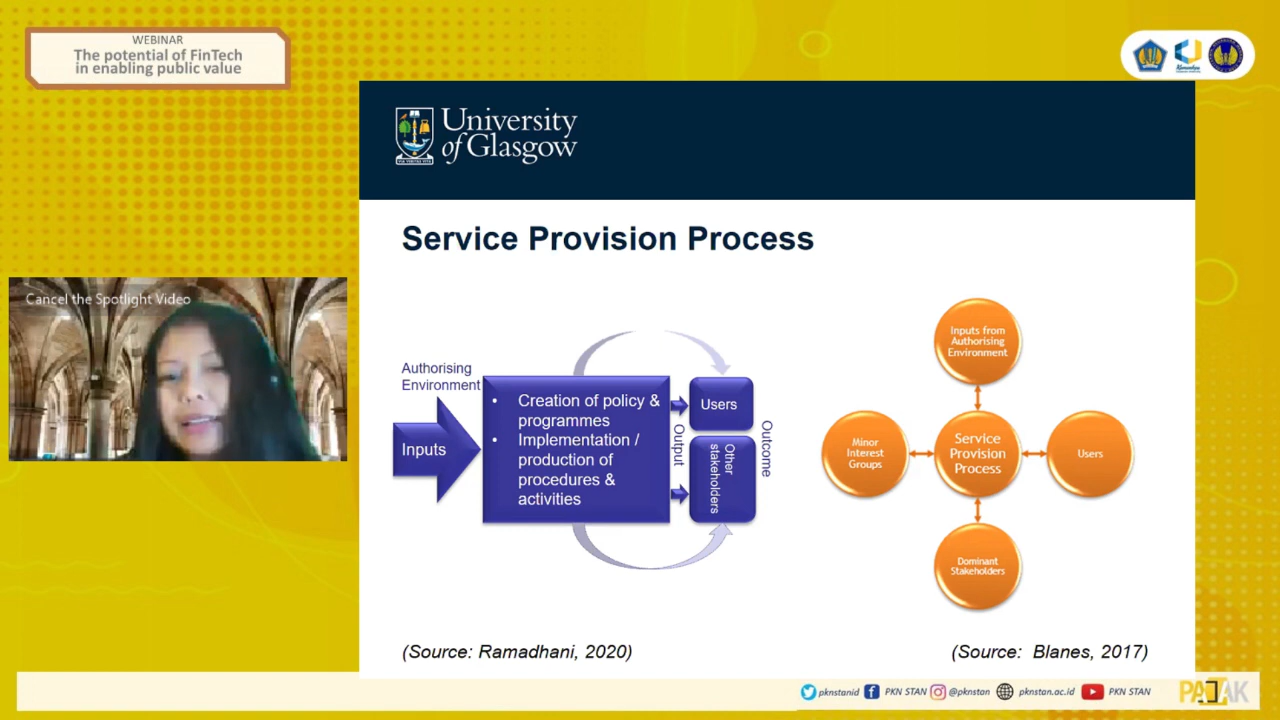 WEBINAR
The potential of FinTech
in enabling public value
University
of Glasgow
Service Provision Process
Cancel the Spotlight Video
Authorising
Environment
Inputs
• Creation of policy &
programmes
• Implementation /
production of
procedures &
activities
Output
Users
Other
stakeholders
Outcome
Inputs from
Authorising
Environment
Minor
Interest
Groups
Service
Provision
Process
Users
Dominant
Stakeholders
(Source: Ramadhani, 2020)
(Source: Blanes, 2017)
pknstanid
PKN STAN
@pknstan
pknstan.ac.id
PKN STAN